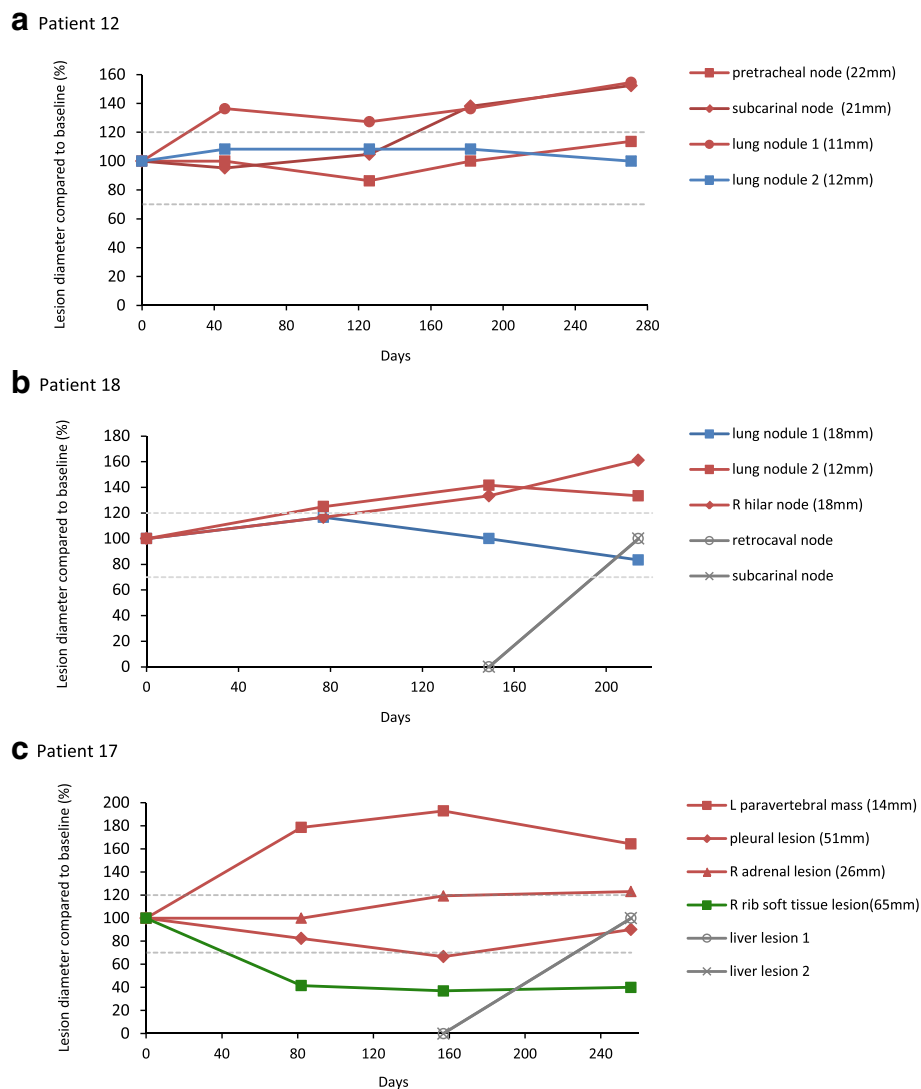 a Patient 12
Lesion diameter compared to baseline (%)
160
140
120
100
80
60
40
20
0
0 40 80 120 160 200 240 280
Days
pretracheal node (22mm)
subcarinal node (21mm)
lung nodule 1 (11mm)
lung nodule 2 (12mm)
b Patient 18
Lesion diameter compared to baseline (%)
180
160
140
120
100
80
60
40
20
0
0 40 80 120 160 200
Days
lung nodule 1 (18mm)
lung nodule 2 (12mm)
R hilar node (18mm)
retrocaval node
subcarinal node
c Patient 17
Lesion diameter compared to baseline (%)
200
180
160
140
120
100
80
60
40
20
0
0 40 80 120 160 200 240
Days
L paravertebral mass (14mm)
pleural lesion (51mm)
R adrenal lesion (26mm)
R rib soft tissue lesion(65mm)
liver lesion 1
liver lesion 2